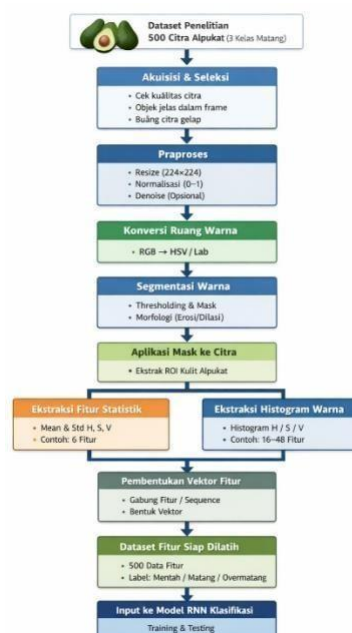 Dataset Penelitian
500 Citra Alpukat (3 Kelas Matang)
Akuisisi & Seleksi
• Cek kuálitas citra
• Objek jelas dalam frame
• Buâng citra gelap
Praproses
• Resize (224×224)
• Normalisasi (0–1)
• Denoise (Opsional)
Konversi Ruang Warna
• RGB → HSV / Lab
Segmentasi Warna
• Thresholding & Mask
• Morfologi (Erosi/Dilasi)
Aplikasi Mask ke Citra
• Ekstrak ROI Kulit Alpukat
Ekstraksi Fitur Statistik
• Mean & Std H, S, V
• Contoh: 6 Fitur
Ekstraksi Histogram Warna
• Histogram H / S / V
• Contoh: 16–48 Fitur
Pembentukan Vektor Fitur
• Gabung Fitur / Sequence
• Bentuk Vektor
Dataset Fitur Siap Dilatih
• 500 Data Fitur
• Label: Mentah / Matang / Overmatang
Input ke Model RNN Klasifikasi
Training & Testing